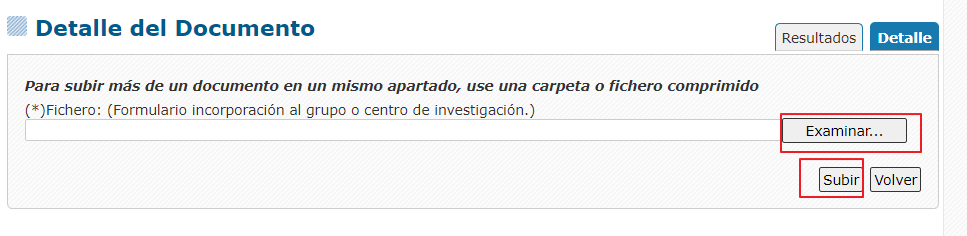 Detalle del Documento
Resultados
Detalle
Para subir más de un documento en un mismo apartado, use una carpeta o fichero comprimido
(*)Fichero: (Formulario incorporación al grupo o centro de investigación.)
Examinar...
Subir
Volver